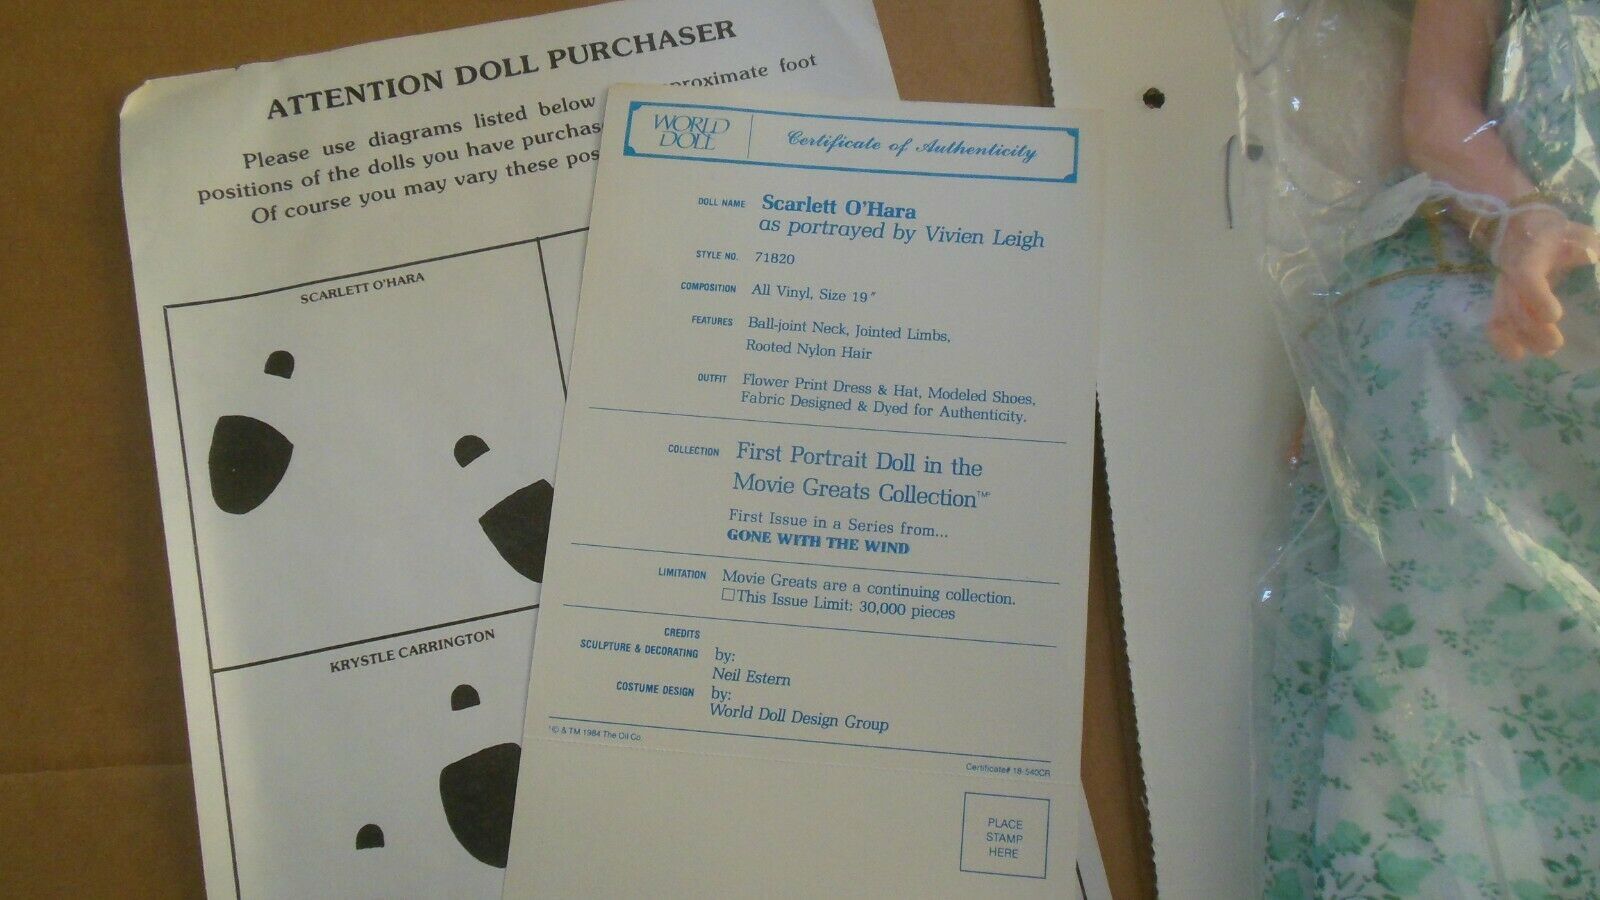 ATTENTION DOLL PURCHASER
Please use diagrams listed below foot
positions of the dolls you have
Of course you may vary these
SCARLETT O'HARA
KRYSTLE CARRINGTON
WORLD
DOLL
Certificate of Authenticity
DOLL NAME Scarlett O'Hara
as portrayed by Vivien Leigh
STYLE NO. 71820
COMPOSITION All Vinyl, Size 19"
FEATURES Ball-joint Neck, Jointed Limbs,
Rooted Nylon Hair
OUTFIT Flower Print Dress & Hat, Modeled Shoes,
Fabric Designed & Dyed for Authenticity.
COLLECTION First Portrait Doll in the
Movie Greats Collection™
First Issue in a Series from...
GONE WITH THE WIND
LIMITATION Movie Greats are a continuing collection.
☐ This Issue Limit: 30,000 pieces
CREDITS
SCULPTURE & DECORATING by:
Neil Estern
COSTUME DESIGN by:
World Doll Design Group
© & TM 1984 The Oil Co.
Certificate# 18-540CR
PLACE
STAMP
HERE